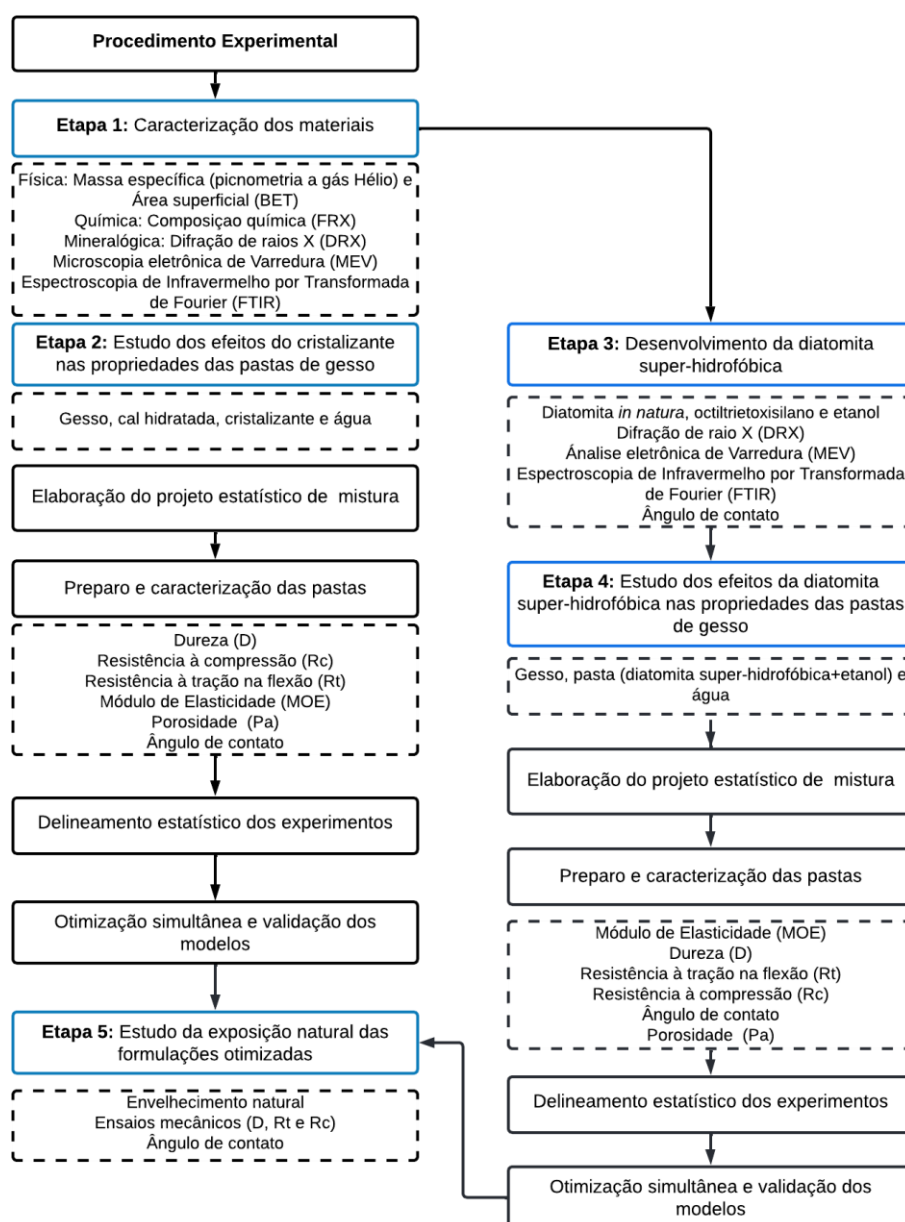 Procedimento Experimental
Etapa 1: Caracterização dos materiais
Física: Massa específica (picnometria a gás Hélio) e
Área superficial (BET)
Química: Composiçao química (FRX)
Mineralógica: Difração de raios X (DRX)
Microscopia eletrônica de Varredura (MEV)
Espectroscopia de Infravermelho por Transformada
de Fourier (FTIR)
Etapa 2: Estudo dos efeitos do cristalizante
nas propriedades das pastas de gesso
Gesso, cal hidratada, cristalizante e água
Elaboração do projeto estatístico de mistura
Preparo e caracterização das pastas
Dureza (D)
Resistência à compressão (Rc)
Resistência à tração na flexão (Rt)
Módulo de Elasticidade (MOE)
Porosidade (Pa)
Ângulo de contato
Delineamento estatístico dos experimentos
Otimização simultânea e validação dos
modelos
Etapa 5: Estudo da exposição natural das
formulações otimizadas
Envelhecimento natural
Ensaios mecânicos (D, Rt e Rc)
Ângulo de contato
Etapa 3: Desenvolvimento da diatomita
super-hidrofóbica
Diatomita in natura, octiltrietoxisilano e etanol
Difração de raio X (DRX)
Ánalise eletrônica de Varredura (MEV)
Espectroscopia de Infravermelho por Transformada
de Fourier (FTIR)
Ângulo de contato
Etapa 4: Estudo dos efeitos da diatomita
super-hidrofóbica nas propriedades das pastas
de gesso
Gesso, pasta (diatomita super-hidrofóbica+etanol) e
água
Elaboração do projeto estatístico de mistura
Preparo e caracterização das pastas
Módulo de Elasticidade (MOE)
Dureza (D)
Resistência à tração na flexão (Rt)
Resistência à compressão (Rc)
Ângulo de contato
Porosidade (Pa)
Delineamento estatístico dos experimentos
Otimização simultânea e validação dos
modelos